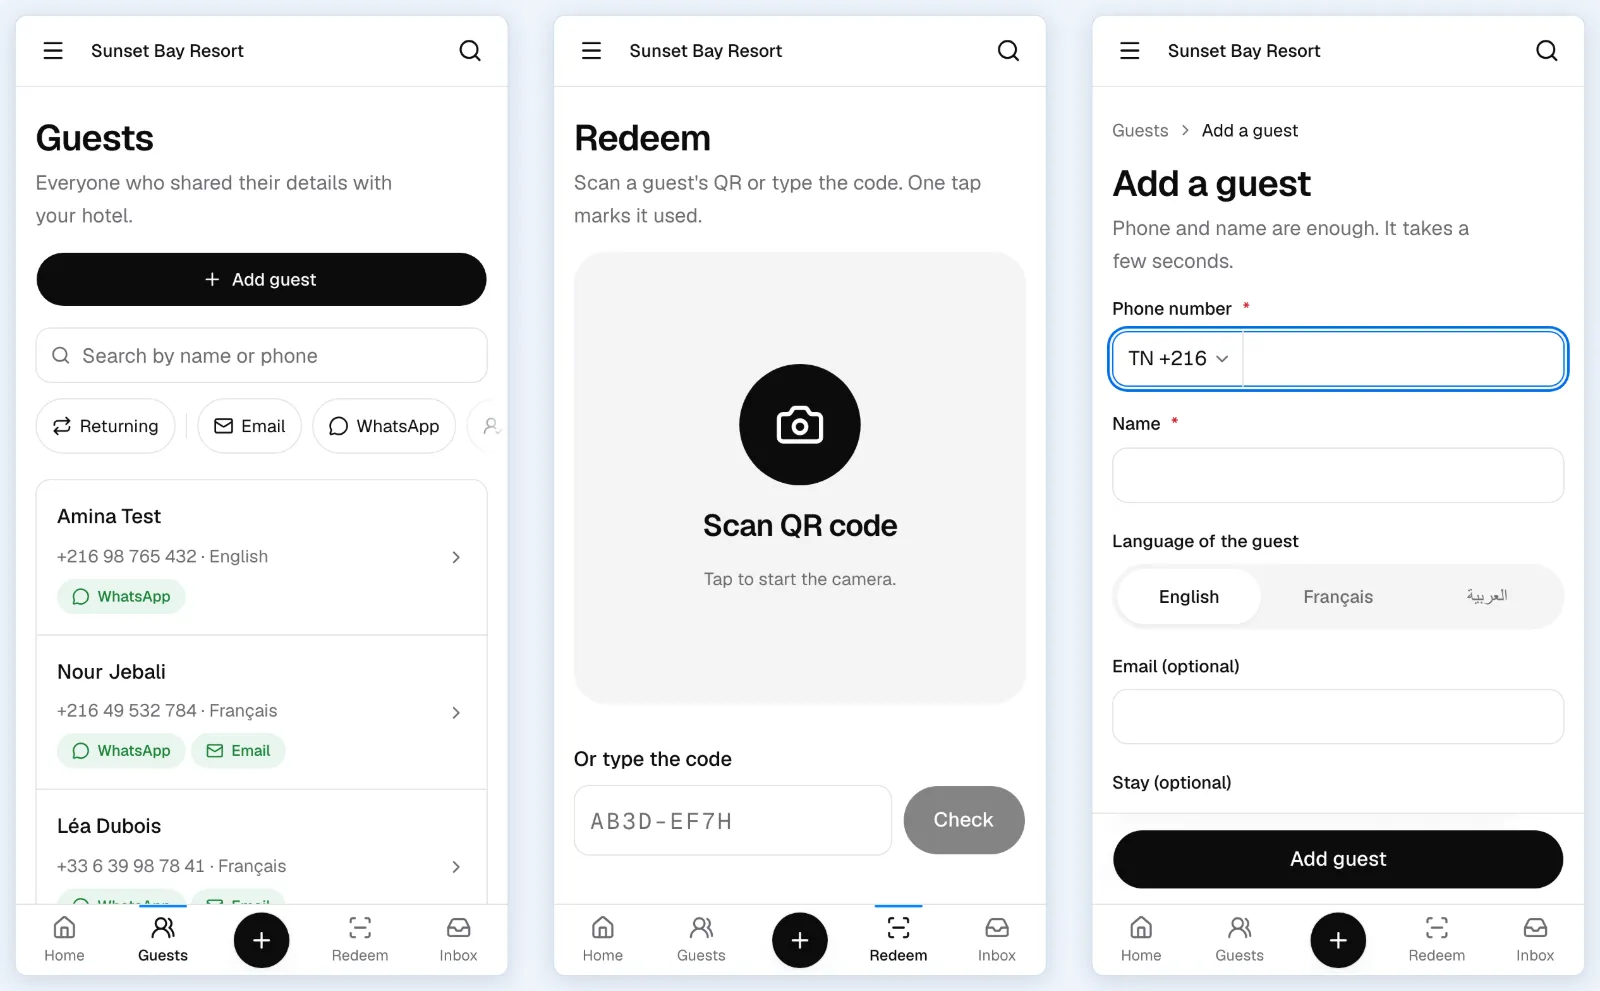 Sunset Bay Resort
Guests
Everyone who shared their details with
your hotel.
+ Add guest
Search by name or phone
Returning
Email
WhatsApp
Amina Test
+216 98 765 432 · English
WhatsApp
Nour Jebali
+216 49 532 784 · Français
WhatsApp
Email
Léa Dubois
+33 6 39 98 78 41 · Français
WhatsApp
Email
Home
Guests
Redeem
Inbox
Sunset Bay Resort
Redeem
Scan a guest's QR or type the code. One tap
marks it used.
Scan QR code
Tap to start the camera.
Or type the code
AB3D-EF7H
Check
Home
Guests
Redeem
Inbox
Sunset Bay Resort
Guests > Add a guest
Add a guest
Phone and name are enough. It takes a
few seconds.
Phone number *
TN +216
Name *
Language of the guest
English
Français
العربية
Email (optional)
Stay (optional)
Add guest
Home
Guests
Redeem
Inbox